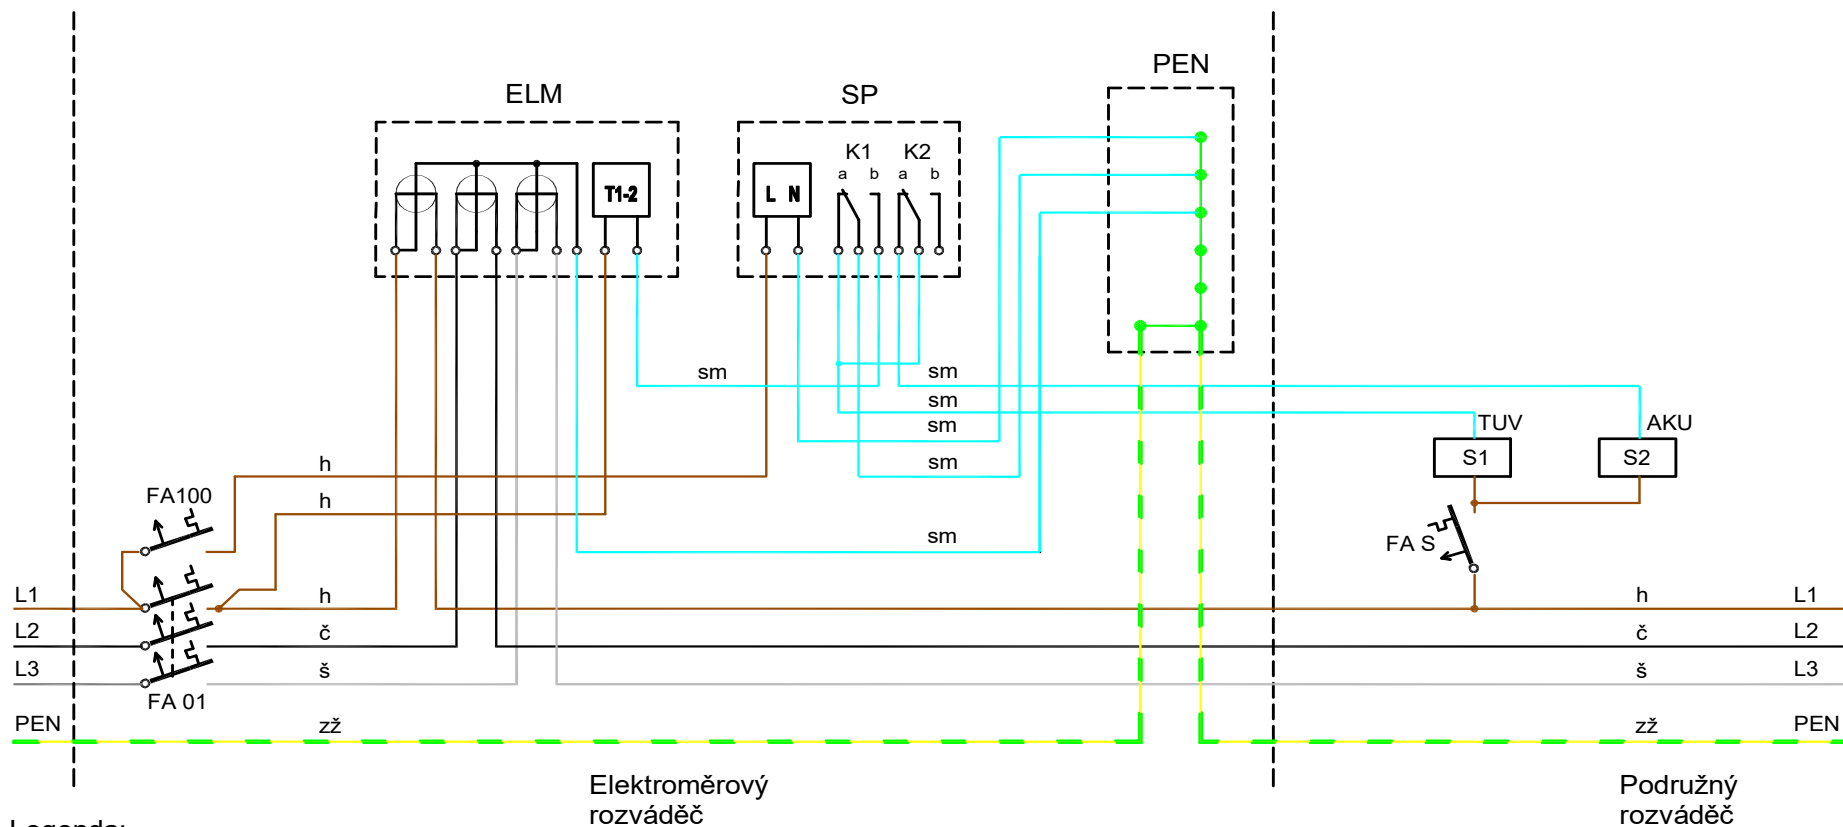 PEN
ELM
SP
K1 K2
a b a b
T1-2
L N
sm
sm
sm
sm
sm
sm
TUV
AKU
S1
S2
FA S
h
FA100
h
L1
h
h
L1
L2
č
č
L2
L3
š
š
L3
FA 01
PEN
zž
zž
PEN
Elektroměrový
rozváděč
Podružný
rozváděč
Legenda: